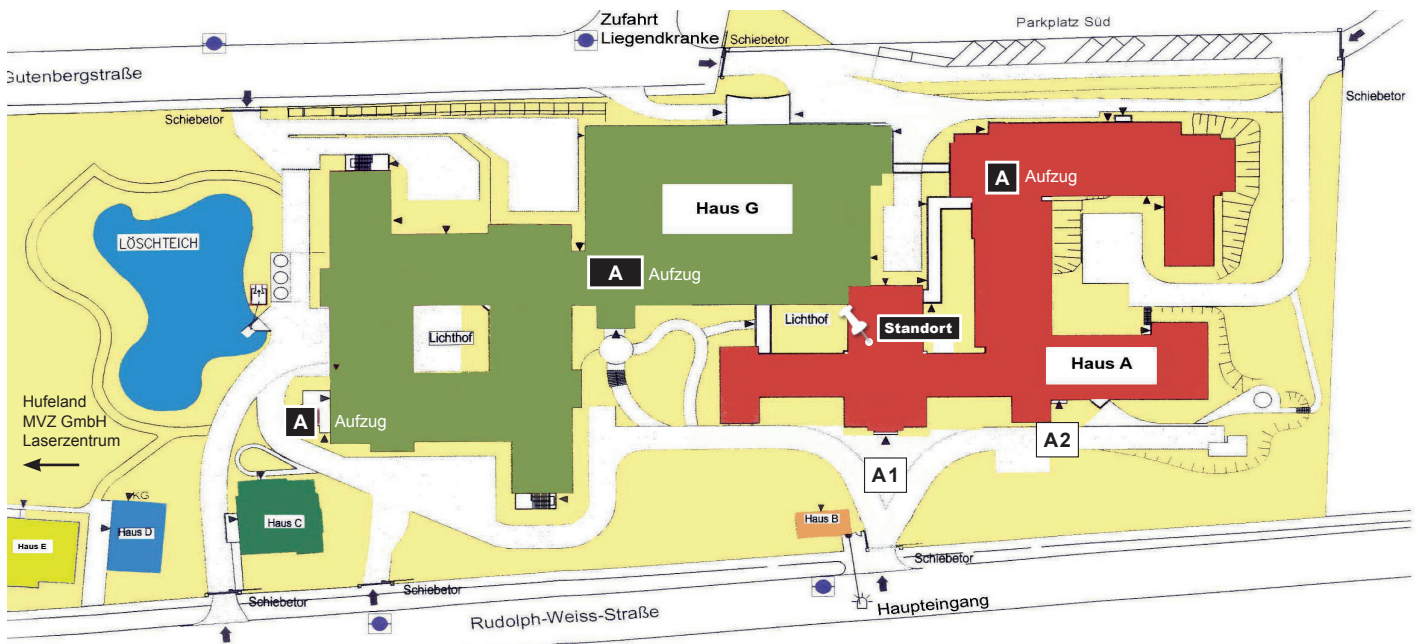 Zufahrt
Liegendkranke
Schiebetor
Parkplatz Süd
Gutenbergstraße
Schiebetor
Schiebetor
A Aufzug
Haus G
LÖSCHTEICH
A Aufzug
Lichthof
Standort
Lichthof
Haus A
Hufeland
MVZ GmbH
Laserzentrum
A Aufzug
A2
A1
KG
Haus E
Haus D
Haus C
Haus B
Schiebetor
Schiebetor
Schiebetor
Rudolph-Weiss-Straße
Haupteingang